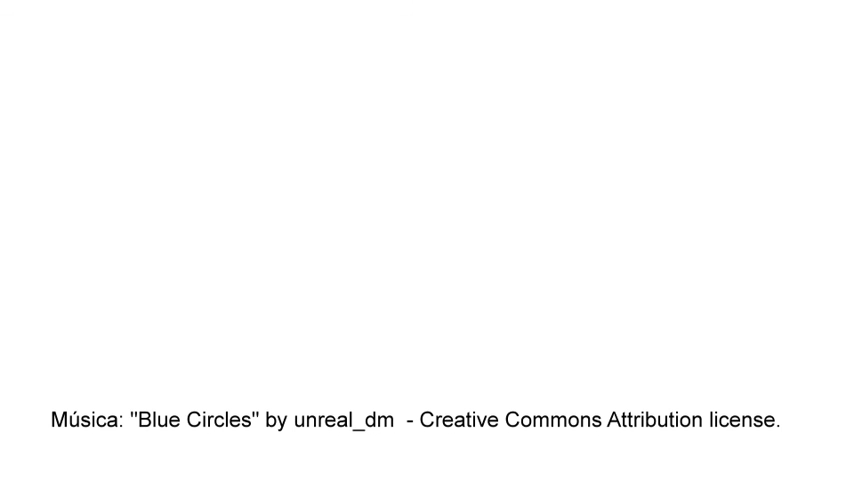 Música: "Blue Circles" by unreal_dm  - Creative Commons Attribution license.